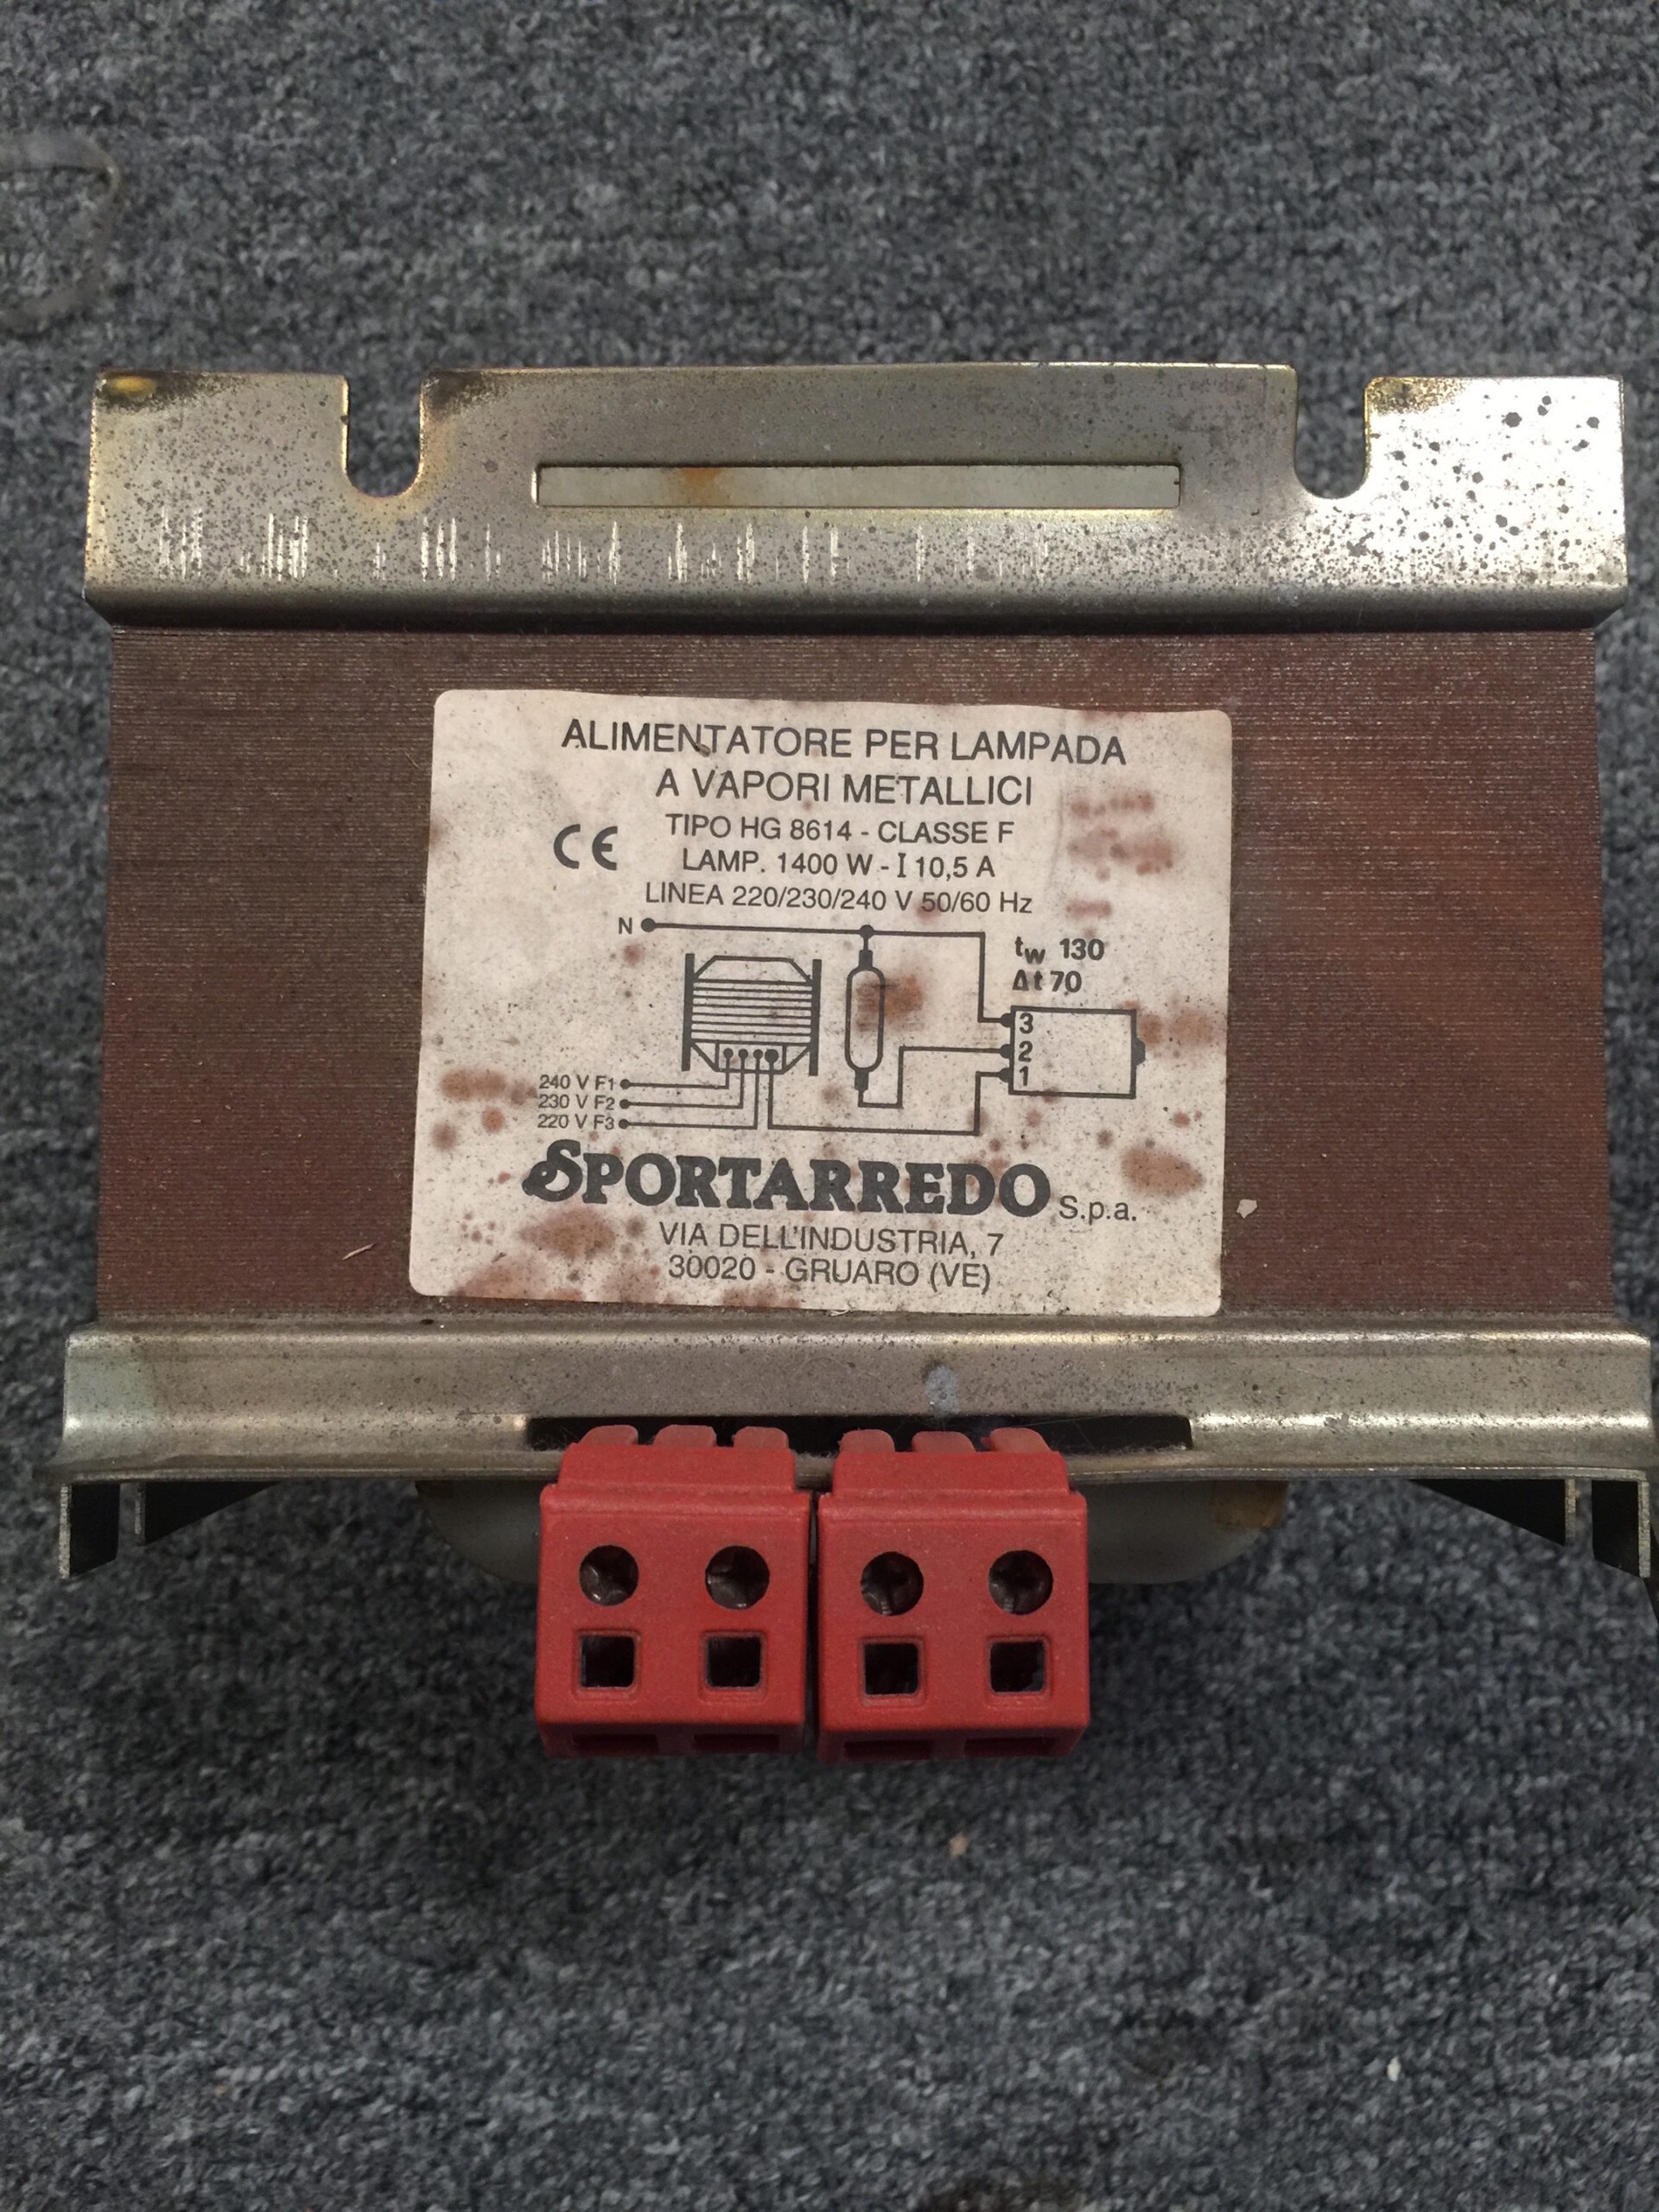 ALIMENTATORE PER LAMPADA
A VAPORI METALLICI
CE
TIPO HG 8614 - CLASSE F
LAMP. 1400 W - I 10,5 A
LINEA 220/230/240 V 50/60 Hz
N
tw 130
Δt 70
3
2
1
240 V F1
230 V F2
220 V F3
SPORTARREDO S.p.a.
VIA DELL'INDUSTRIA, 7
30020 - GRUARO (VE)